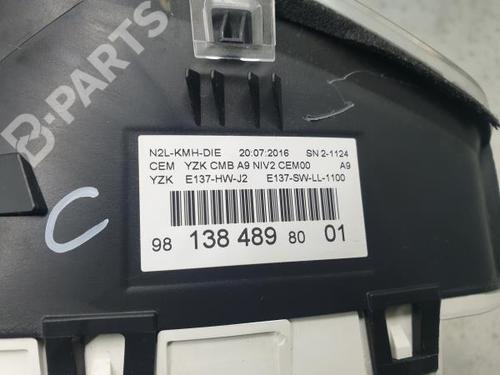 B-PARTS
N2L-KMH-DIE 20:07:2016 SN 2-1124
CEM YZK CMB A9 NIV2 CEM00 A9
YZK E137-HW-J2 E137-SW-LL-1100
98 138 489 80 01
C